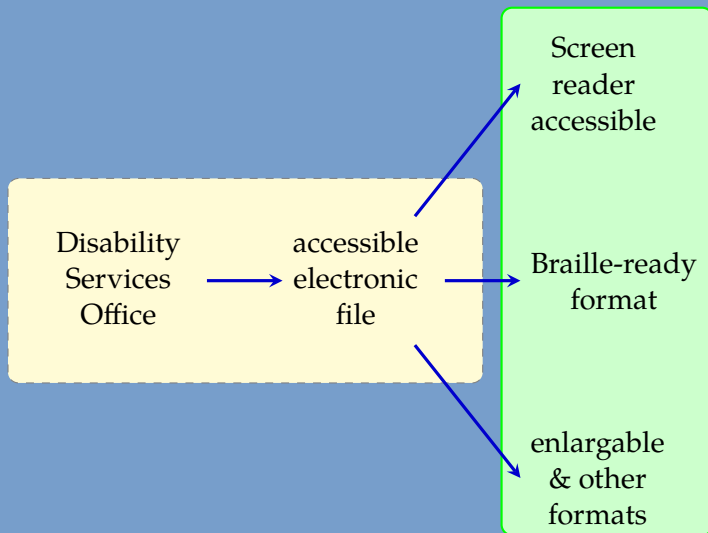 Disability
Services
Office
accessible
electronic
file
Screen
reader
accessible
Braille-ready
format
enlargable
& other
formats